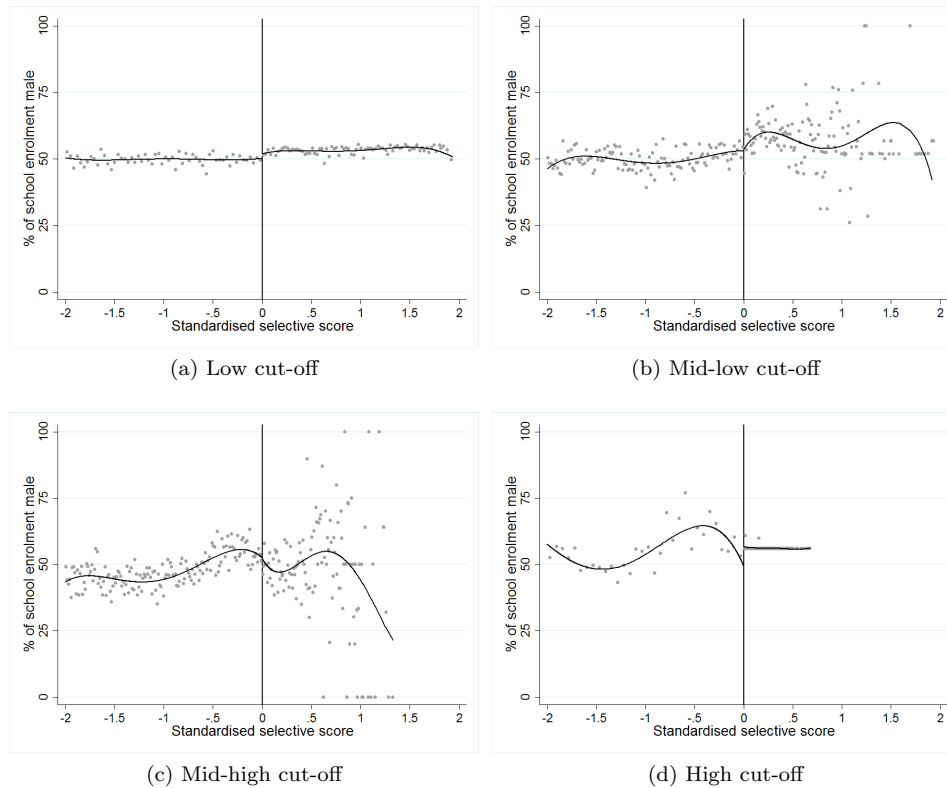 % of school enrolment male
100
75
50
25
0
-2 -1.5 -1 -.5 0 .5 1 1.5 2
Standardised selective score
(a) Low cut-off
% of school enrolment male
100
75
50
25
0
-2 -1.5 -1 -.5 0 .5 1 1.5 2
Standardised selective score
(b) Mid-low cut-off
% of school enrolment male
100
75
50
25
0
-2 -1.5 -1 -.5 0 .5 1 1.5 2
Standardised selective score
(c) Mid-high cut-off
% of school enrolment male
100
75
50
25
0
-2 -1.5 -1 -.5 0 .5 1 1.5 2
Standardised selective score
(d) High cut-off